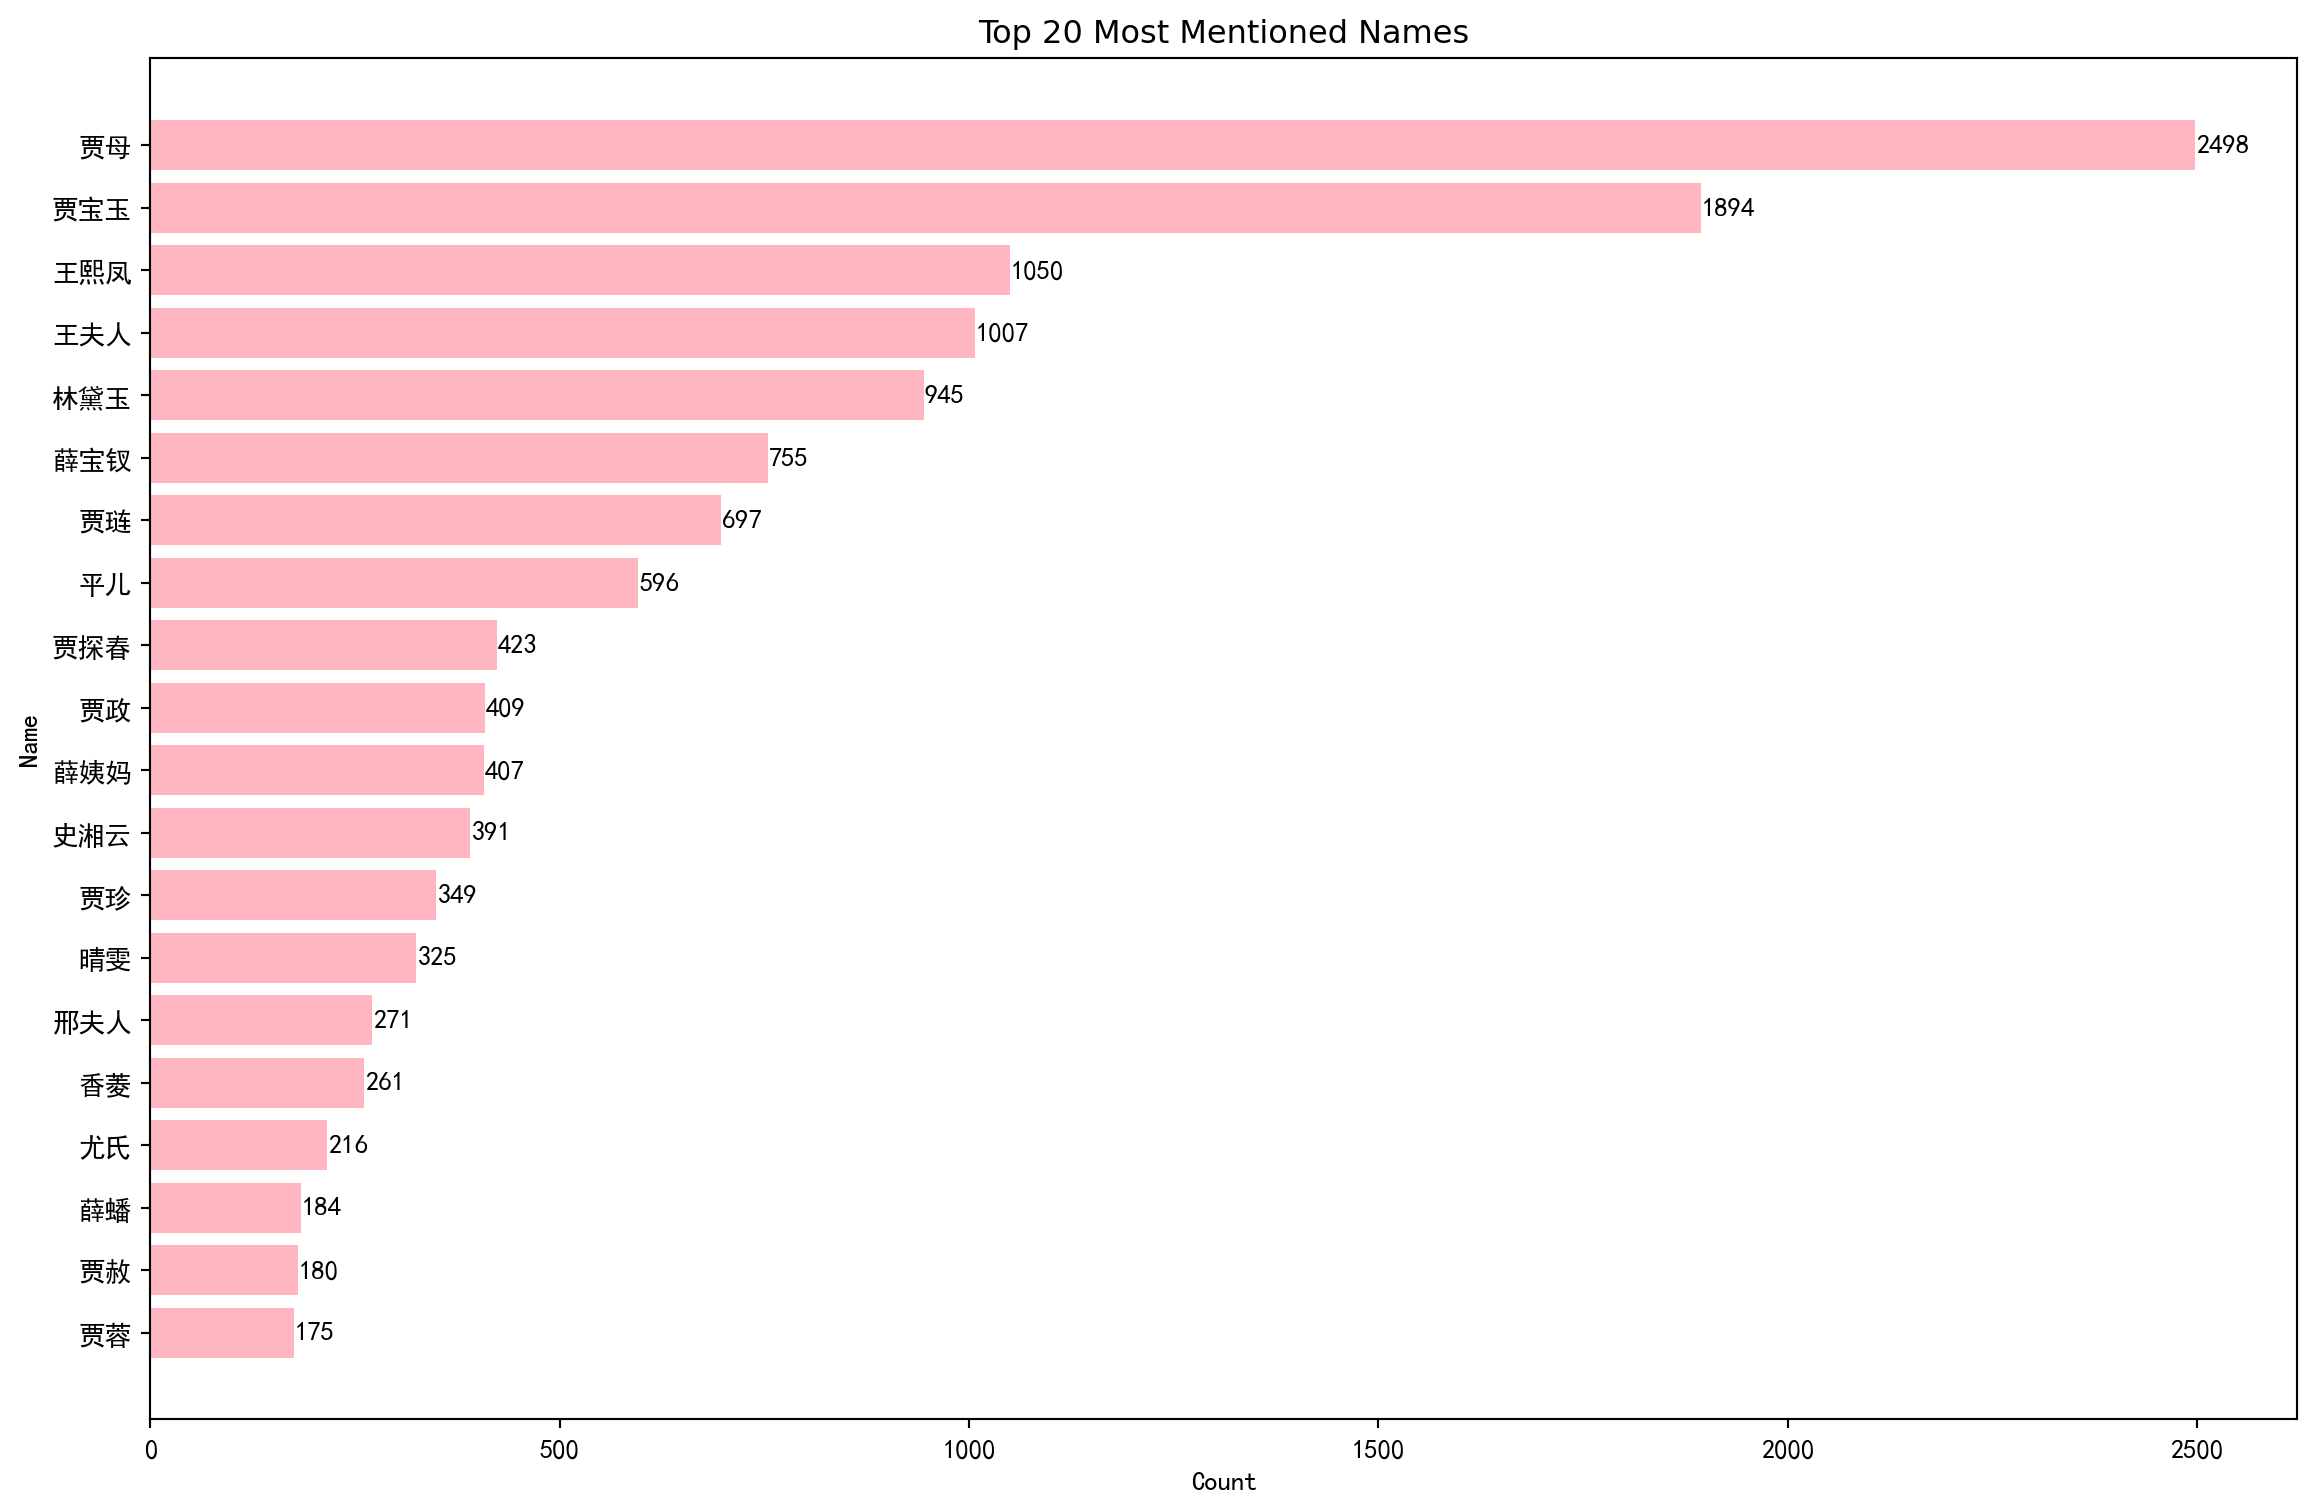 Top 20 Most Mentioned Names
贾母 2498
贾宝玉 1894
王熙凤 1050
王夫人 1007
林黛玉 945
薛宝钗 755
贾琏 697
平儿 596
贾探春 423
贾政 409
薛姨妈 407
史湘云 391
贾珍 349
晴雯 325
邢夫人 271
香菱 261
尤氏 216
薛蟠 184
贾赦 180
贾蓉 175
Name
0 500 1000 1500 2000 2500
Count